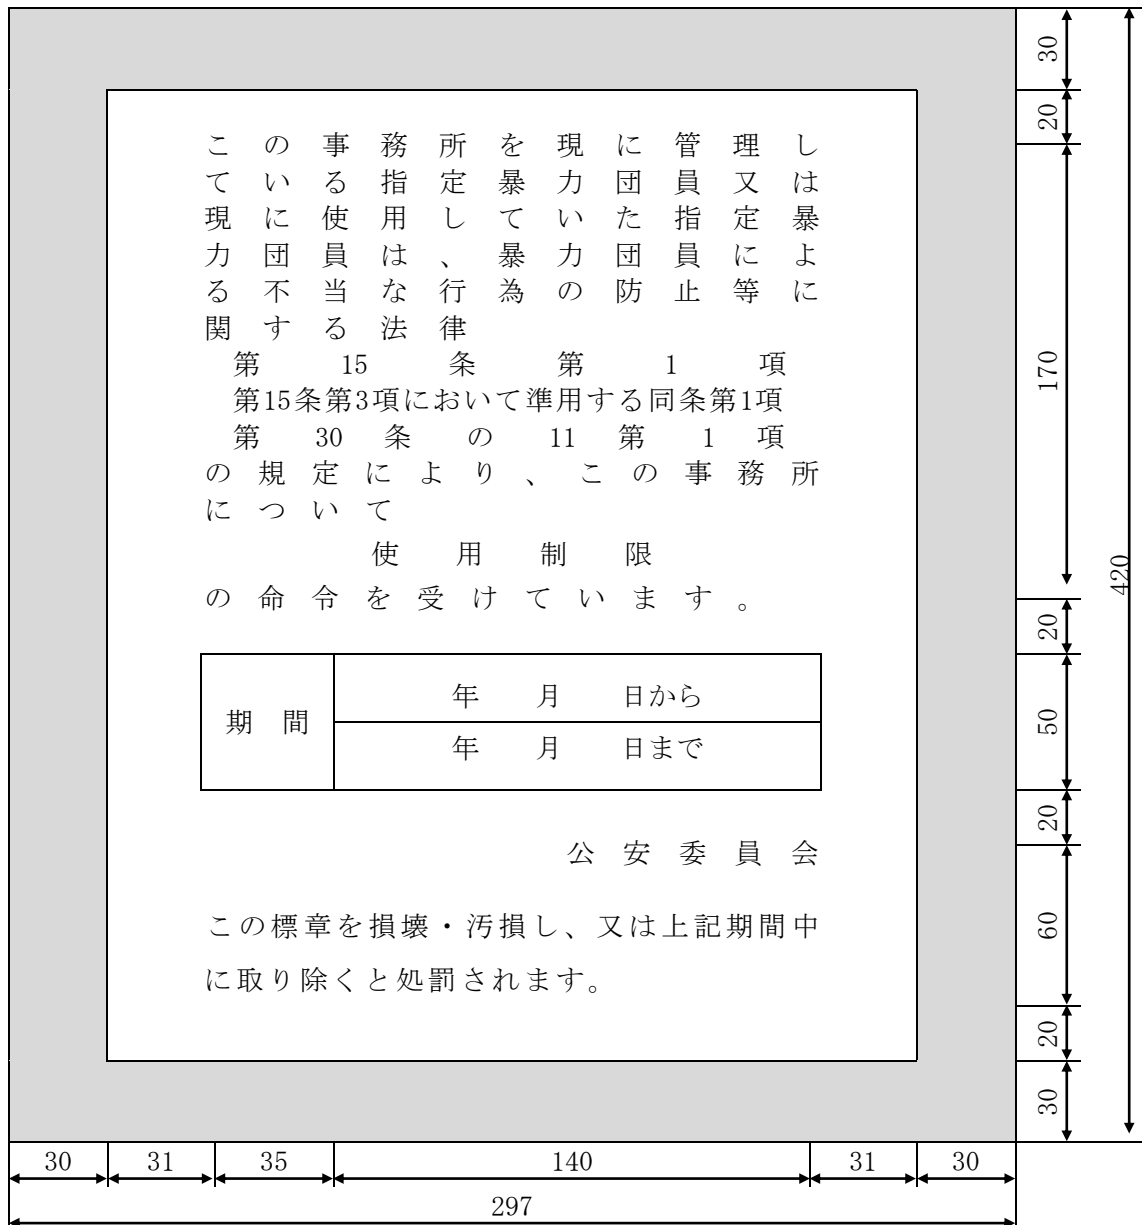 この事務所を現に管理し
ている指定暴力団員又は
現に使用していた指定暴
力団員は、暴力団員によ
る不当な行為の防止等に
関する法律
第15条第1項
第15条第3項において準用する同条第1項
第30条の11第1項
の規定により、この事務所
について
使用制限
の命令を受けています。
期間
年 月 日から
年 月 日まで
公安委員会
この標章を損壊・汚損し、又は上記期間中
に取り除くと処罰されます。
30
20
170
20
50
20
60
20
30
420
30 31 35 140 31 30
297